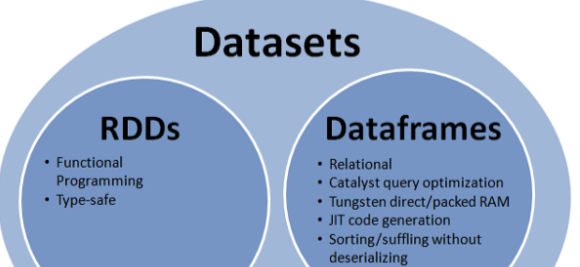 Datasets
RDDs
• Functional
Programming
• Type-safe
Dataframes
• Relational
• Catalyst query optimization
• Tungsten direct/packed RAM
• JIT code generation
• Sorting/suffling without
deserializing